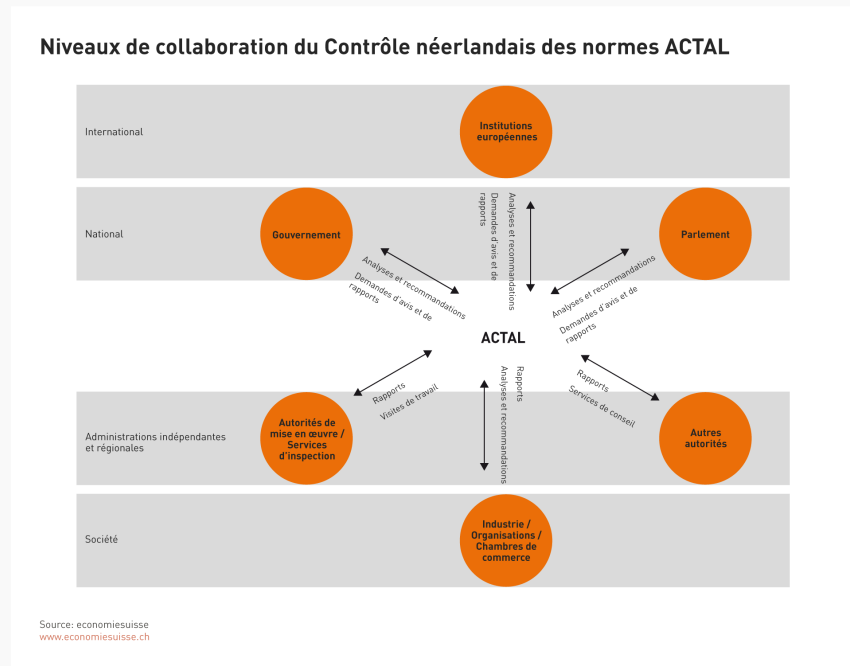 Niveaux de collaboration du Contrôle néerlandais des normes ACTAL
International
Institutions
européennes
National
Gouvernement
Parlement
Analyses et recommandations
Demandes d'avis et de
rapports
Analyses et recommandations
Demandes d'avis et de
rapports
Analyses et recommandations
Demandes d'avis et de
rapports
ACTAL
Rapports
Visites de travail
Rapports
Analyses et recommandations
Rapports
Services de conseil
Administrations indépendantes
et régionales
Autorités de
mise en œuvre /
Services
d'inspection
Autres
autorités
Société
Industrie /
Organisations /
Chambres de
commerce
Source: economiesuisse
www.economiesuisse.ch